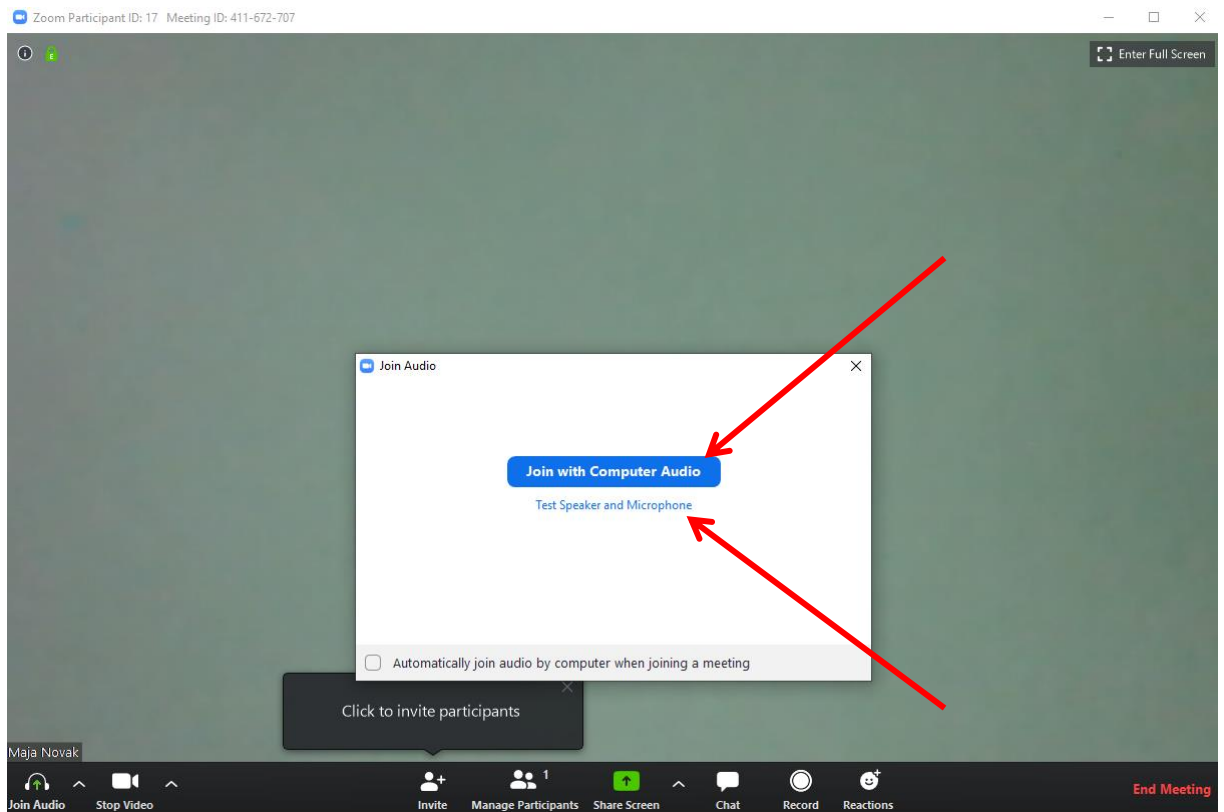 Zoom Participant ID: 17 Meeting ID: 411-672-707
E
Enter Full Screen
Join Audio
Join with Computer Audio
Test Speaker and Microphone
Automatically join audio by computer when joining a meeting
Click to invite participants
Maja Novak
1
Join Audio
Stop Video
Invite
Manage Participants
Share Screen
Chat
Record
Reactions
End Meeting